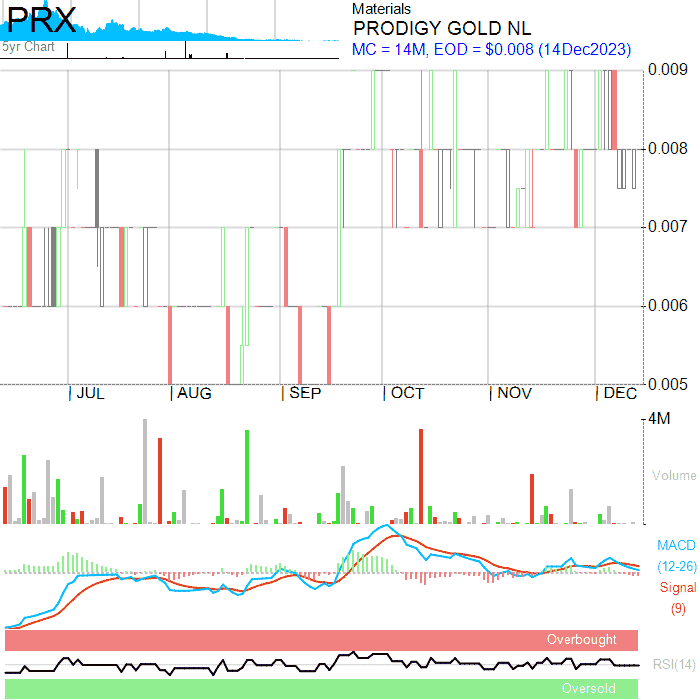 PRX
Materials
PRODIGY GOLD NL
5yr Chart
MC = 14M, EOD = $0.008 (14Dec2023)
0.009
0.008
0.007
0.006
0.005
JUL
AUG
SEP
OCT
NOV
DEC
4M
Volume
MACD
(12-26)
Signal
(9)
Overbought
RSI(14)
Oversold